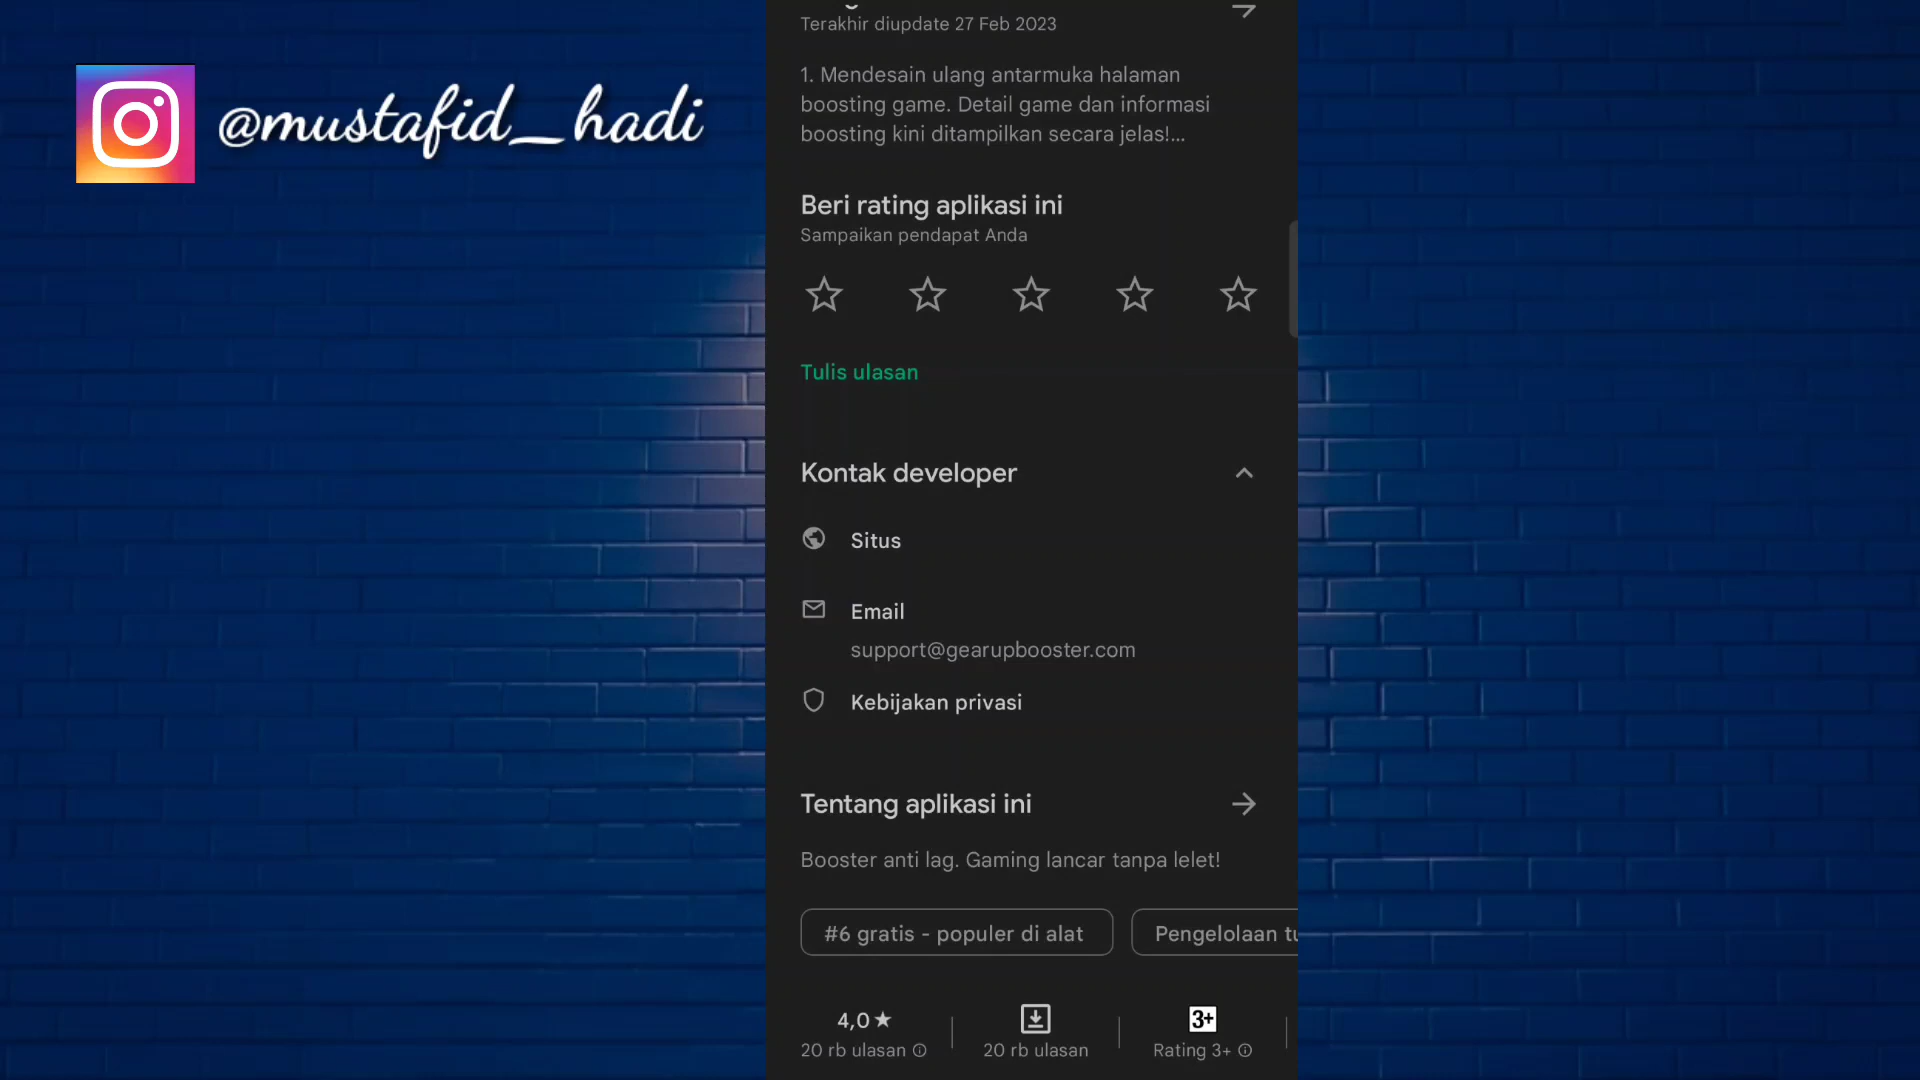 @mustafid_hadi
Terakhir diupdate 27 Feb 2023
1. Mendesain ulang antarmuka halaman
boosting game. Detail game dan informasi
boosting kini ditampilkan secara jelas!...
Beri rating aplikasi ini
Sampaikan pendapat Anda
Tulis ulasan
Kontak developer
Situs
Email
support@gearupbooster.com
Kebijakan privasi
Tentang aplikasi ini
Booster anti lag. Gaming lancar tanpa lelet!
#6 gratis - populer di alat
Pengelolaan
4,0★
20 rb ulasan
20 rb ulasan
3+
Rating 3+